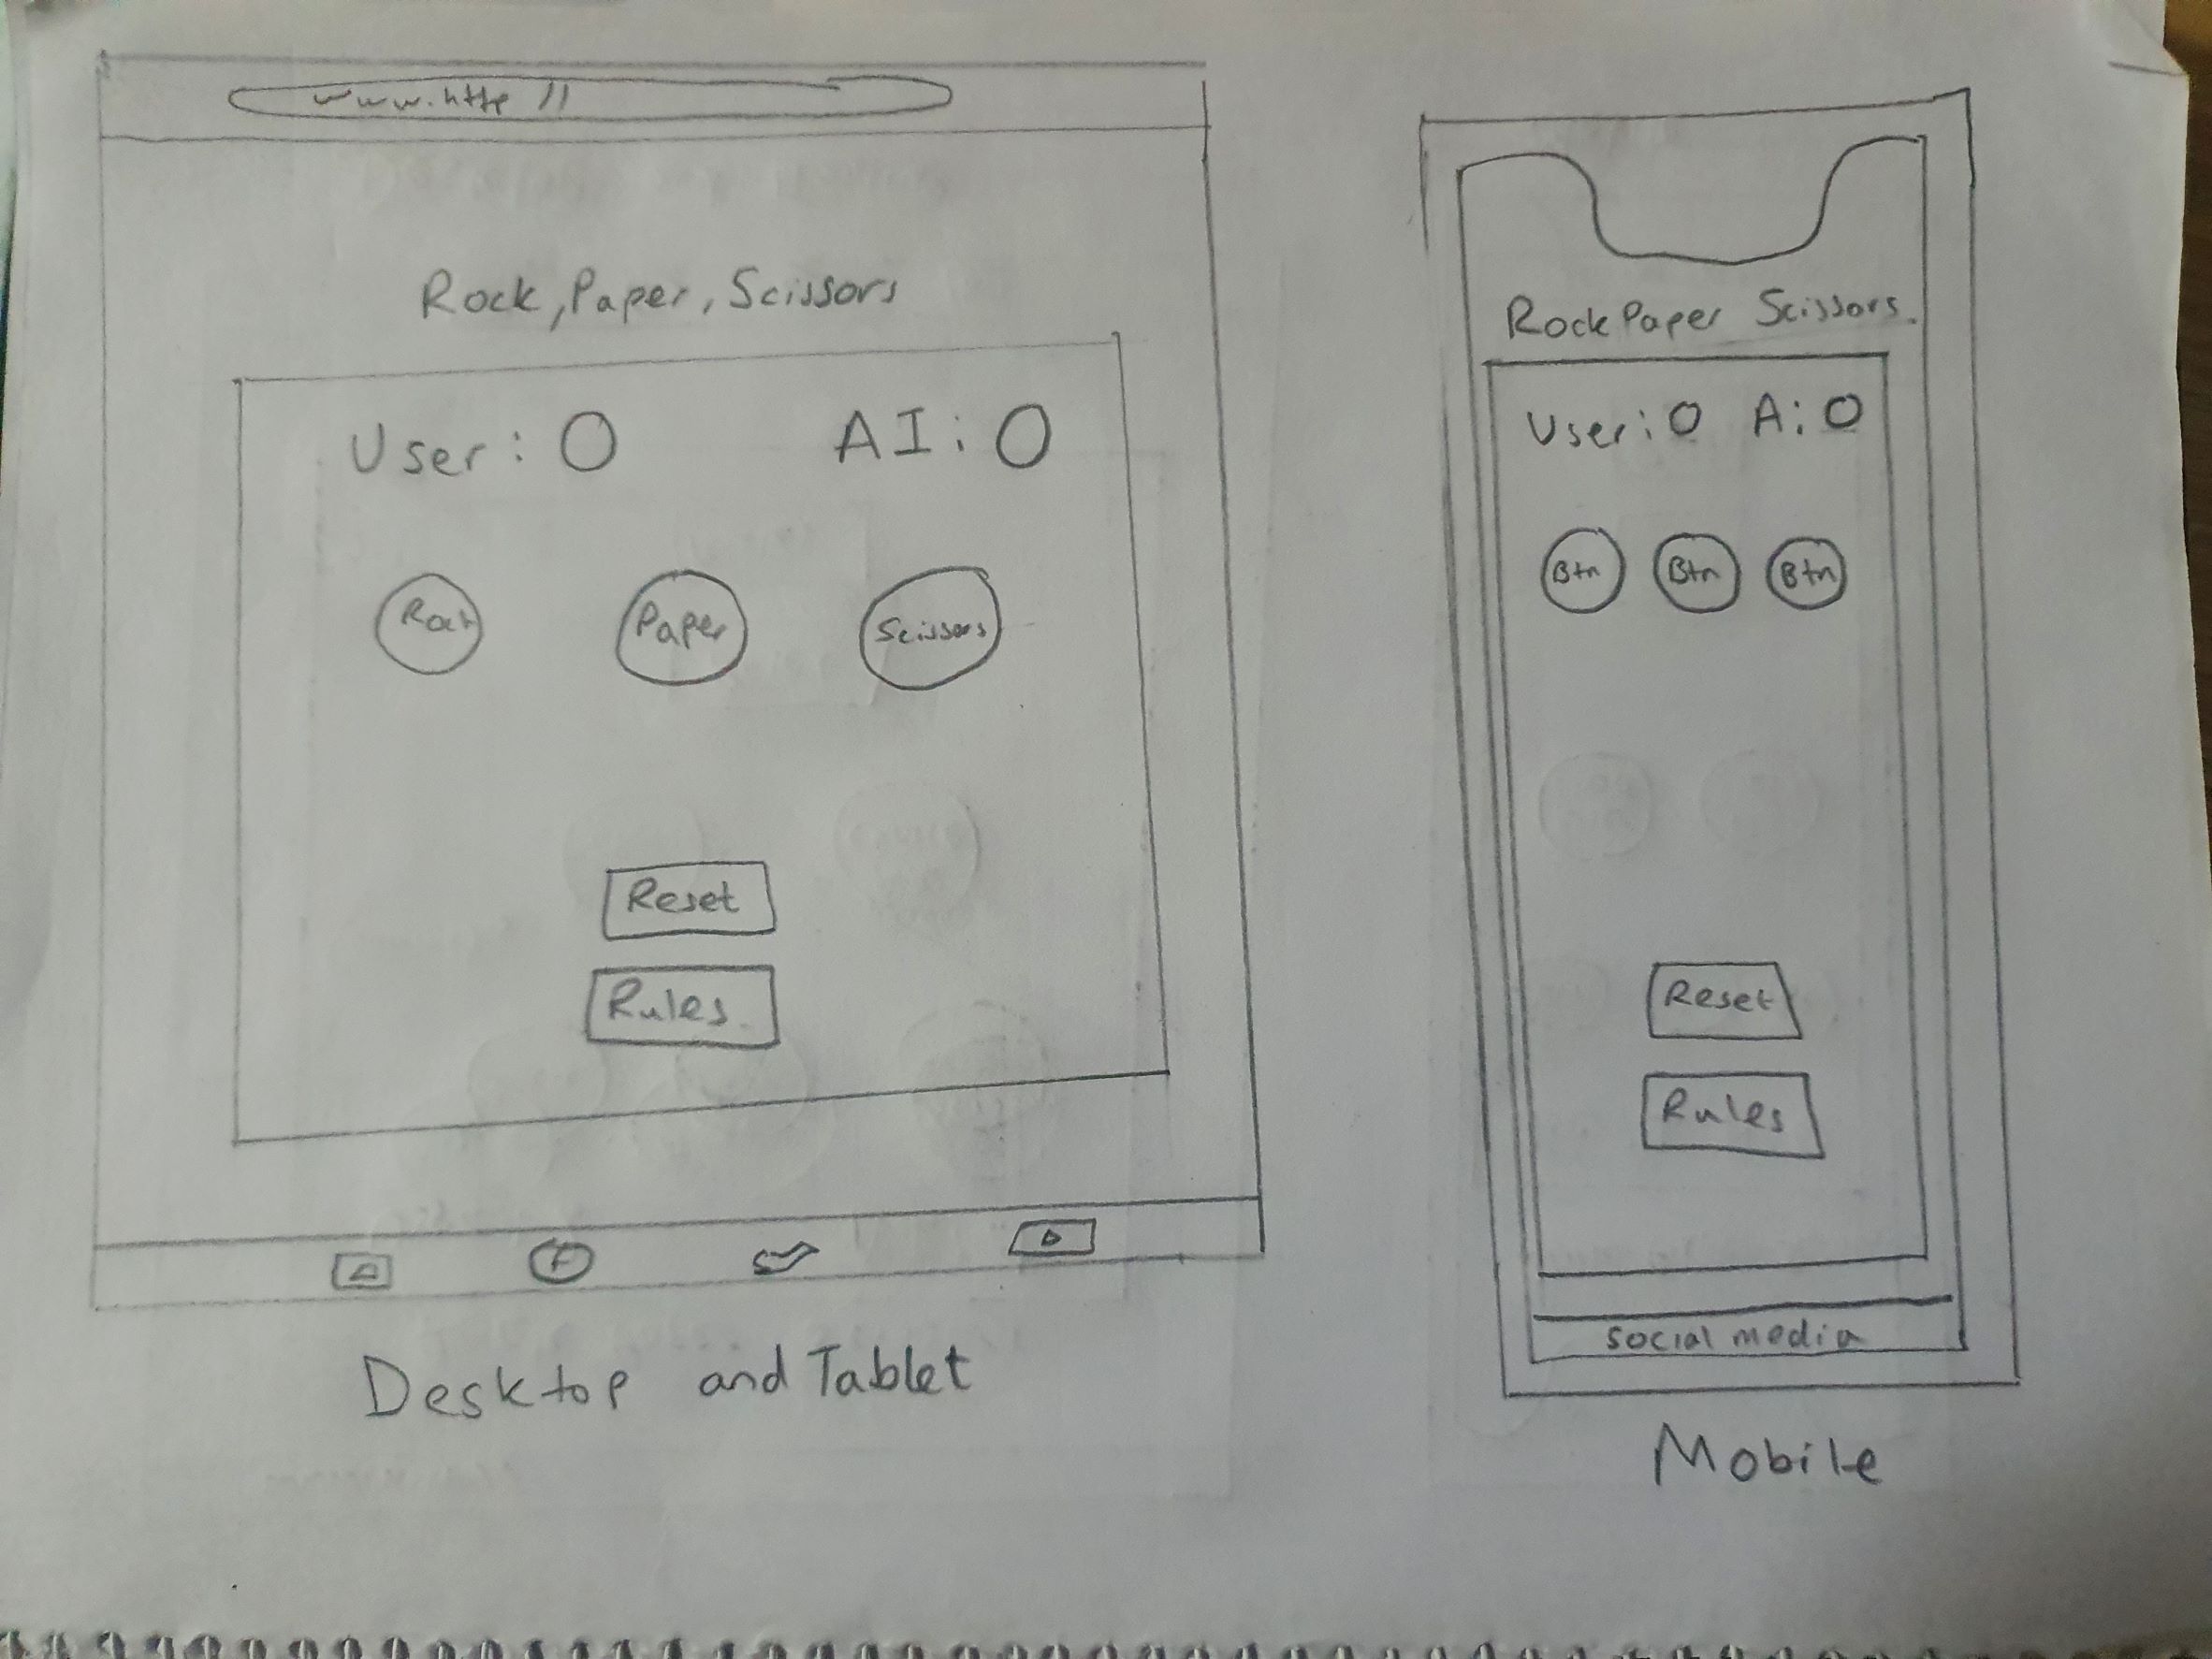 www.http //
Rock, Paper, Scissors
User: 0 AI: 0
Rock Paper Scissors
Reset
Rules
Desktop and Tablet
Rock Paper Scissors.
User: 0 A: 0
Btn Btn Btn
Reset
Rules
social media
Mobile